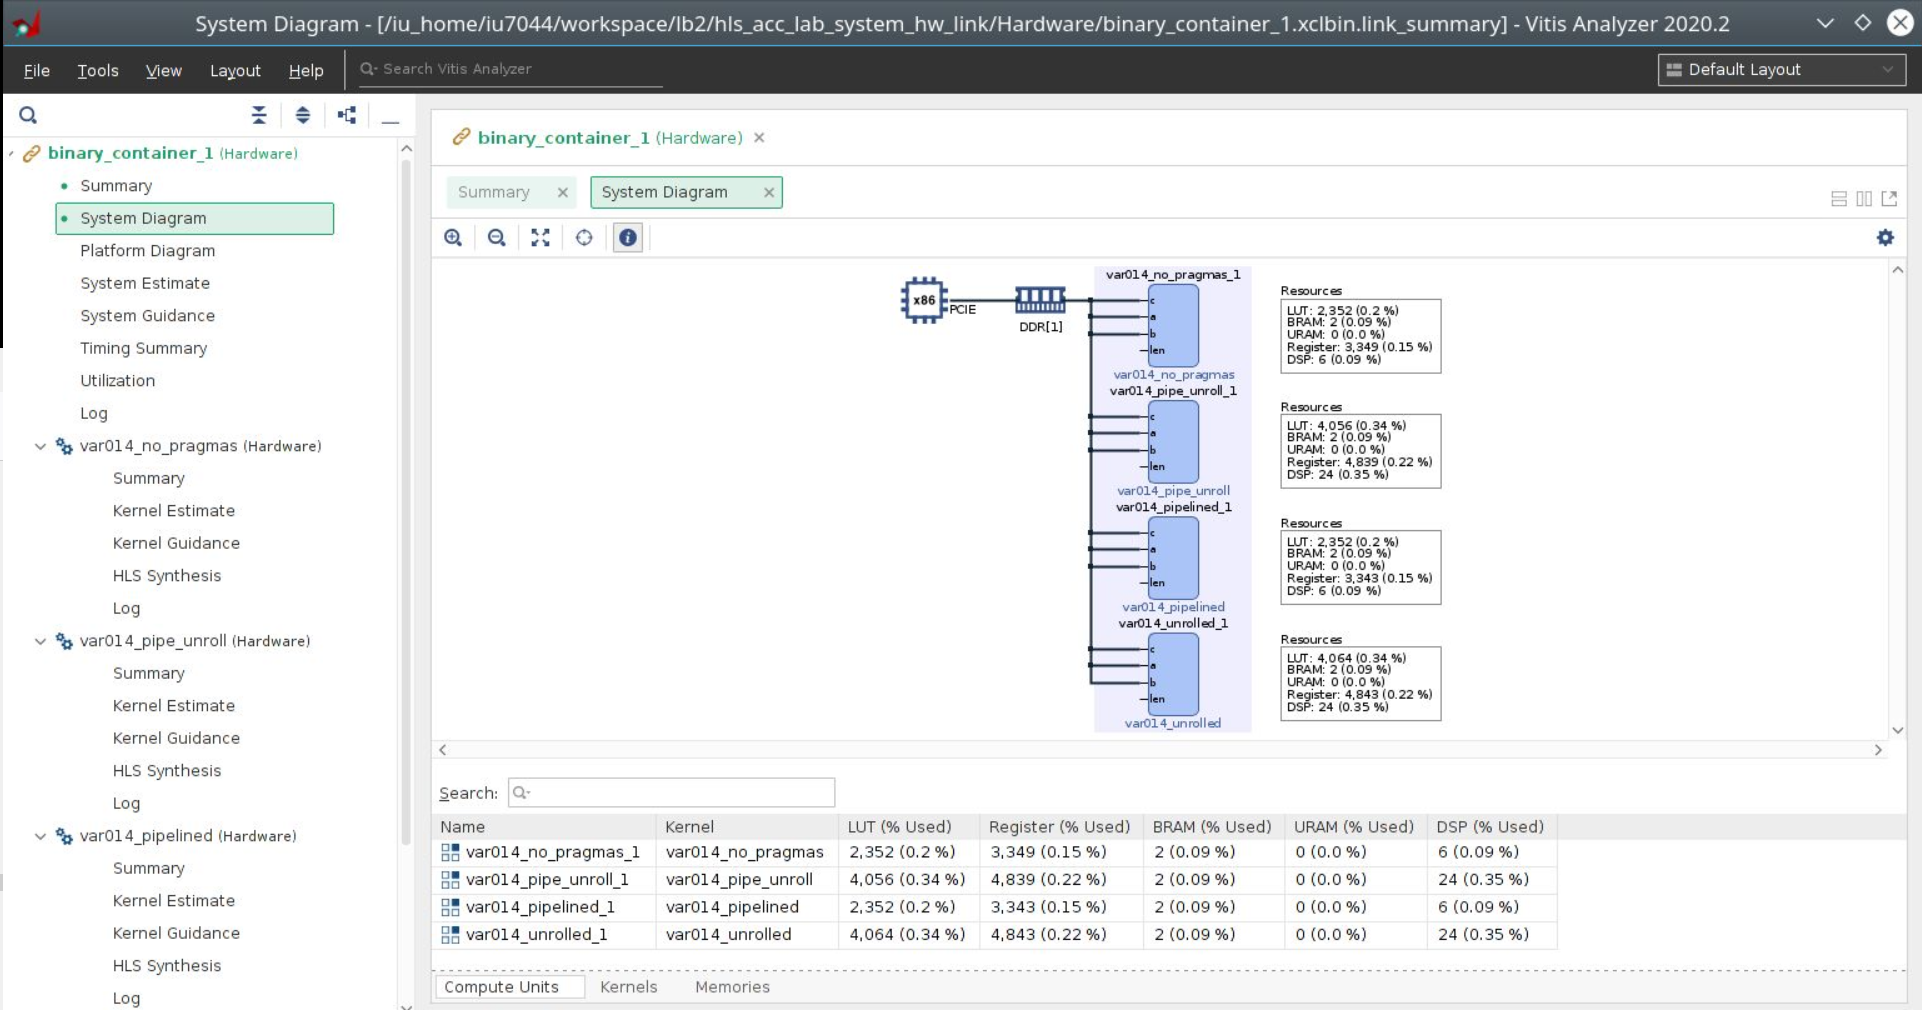 System Diagram - [/iu_home/iu7044/workspace/lb2/hls_acc_lab_system_hw_link/Hardware/binary_container_1.xclbin.link_summary] - Vitis Analyzer 2020.2
File Tools View Layout Help Search Vitis Analyzer Default Layout
binary_container_1 (Hardware)
Summary
System Diagram
Platform Diagram
System Estimate
System Guidance
Timing Summary
Utilization
Log
var014_no_pragmas (Hardware)
Summary
Kernel Estimate
Kernel Guidance
HLS Synthesis
Log
var014_pipe_unroll (Hardware)
Summary
Kernel Estimate
Kernel Guidance
HLS Synthesis
Log
var014_pipelined (Hardware)
Summary
Kernel Estimate
Kernel Guidance
HLS Synthesis
Log
binary_container_1 (Hardware)
Summary System Diagram
x86
PCIE
DDR[1]
var014_no_pragmas_1
c
a
b
len
var014_no_pragmas
Resources
LUT: 2,352 (0.2 %)
BRAM: 2 (0.09 %)
URAM: 0 (0.0 %)
Register: 3,349 (0.15 %)
DSP: 6 (0.09 %)
var014_pipe_unroll_1
c
a
b
len
var014_pipe_unroll
Resources
LUT: 4,056 (0.34 %)
BRAM: 2 (0.09 %)
URAM: 0 (0.0 %)
Register: 4,839 (0.22 %)
DSP: 24 (0.35 %)
var014_pipelined_1
c
a
b
len
var014_pipelined
Resources
LUT: 2,352 (0.2 %)
BRAM: 2 (0.09 %)
URAM: 0 (0.0 %)
Register: 3,343 (0.15 %)
DSP: 6 (0.09 %)
var014_unrolled_1
c
a
b
len
var014_unrolled
Resources
LUT: 4,064 (0.34 %)
BRAM: 2 (0.09 %)
URAM: 0 (0.0 %)
Register: 4,843 (0.22 %)
DSP: 24 (0.35 %)
Search:
Name Kernel LUT (% Used) Register (% Used) BRAM (% Used) URAM (% Used) DSP (% Used)
var014_no_pragmas_1 var014_no_pragmas 2,352 (0.2 %) 3,349 (0.15 %) 2 (0.09 %) 0 (0.0 %) 6 (0.09 %)
var014_pipe_unroll_1 var014_pipe_unroll 4,056 (0.34 %) 4,839 (0.22 %) 2 (0.09 %) 0 (0.0 %) 24 (0.35 %)
var014_pipelined_1 var014_pipelined 2,352 (0.2 %) 3,343 (0.15 %) 2 (0.09 %) 0 (0.0 %) 6 (0.09 %)
var014_unrolled_1 var014_unrolled 4,064 (0.34 %) 4,843 (0.22 %) 2 (0.09 %) 0 (0.0 %) 24 (0.35 %)
Compute Units Kernels Memories